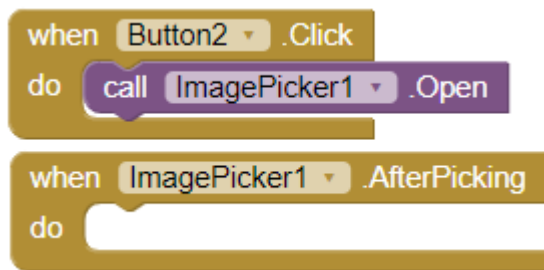 when Button2 .Click
do call ImagePicker1 .Open
when ImagePicker1 .AfterPicking
do